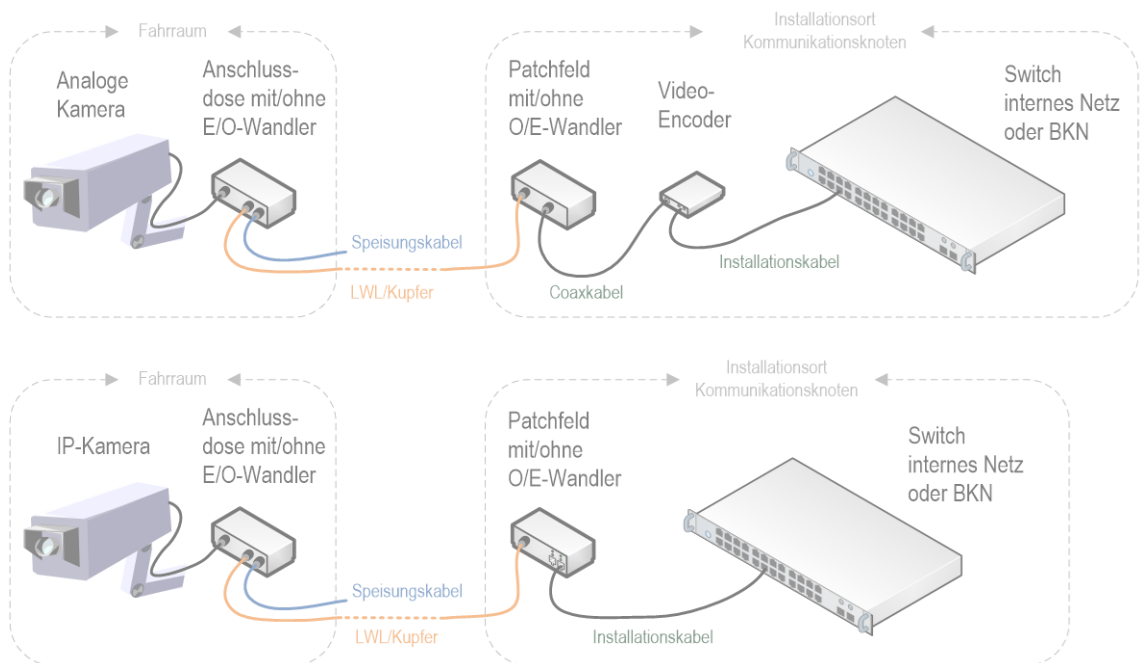 Fahrraum
Installationsort
Kommunikationsknoten
Analoge
Kamera
Anschluss-
dose mit/ohne
E/O-Wandler
Patchfeld
mit/ohne
O/E-Wandler
Video-
Encoder
Switch
internes Netz
oder BKN
Speisungskabel
LWL/Kupfer
Coaxkabel
Installationskabel
Fahrraum
Installationsort
Kommunikationsknoten
IP-Kamera
Anschluss-
dose mit/ohne
E/O-Wandler
Patchfeld
mit/ohne
O/E-Wandler
Switch
internes Netz
oder BKN
Speisungskabel
LWL/Kupfer
Installationskabel